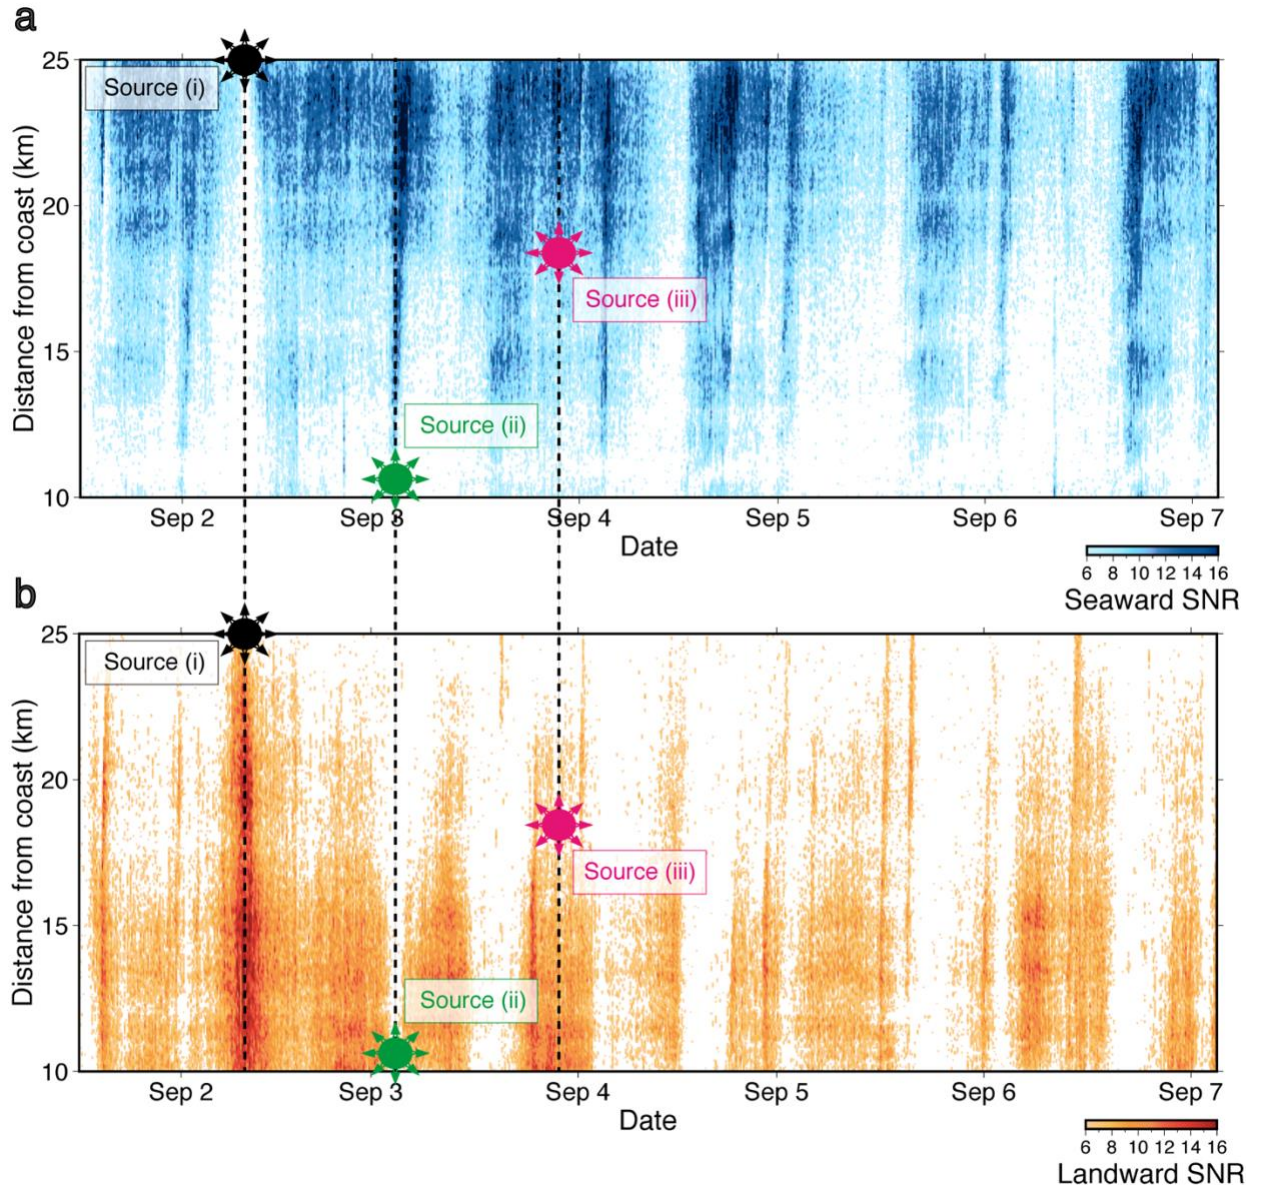 a
25
Source (i)
20
Source (iii)
15
Source (ii)
10
Distance from coast (km)
Sep 2 Sep 3 Sep 4 Sep 5 Sep 6 Sep 7
Date
6 8 10 12 14 16
Seaward SNR
b
25
Source (i)
20
Source (iii)
15
Source (ii)
10
Distance from coast (km)
Sep 2 Sep 3 Sep 4 Sep 5 Sep 6 Sep 7
Date
6 8 10 12 14 16
Landward SNR